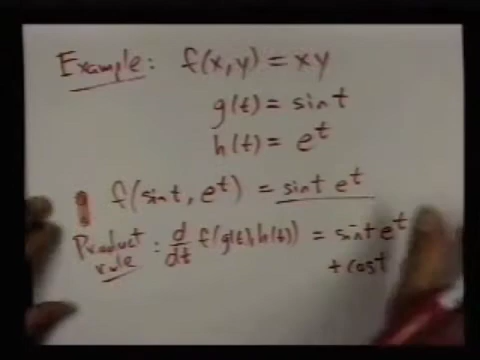 Example: f(x,y) = xy
g(t) = sin t
h(t) = e^t
f(sin t, e^t) = sin t e^t
Product rule : d/dt f(g(t), h(t)) = sin t e^t
+ cos t